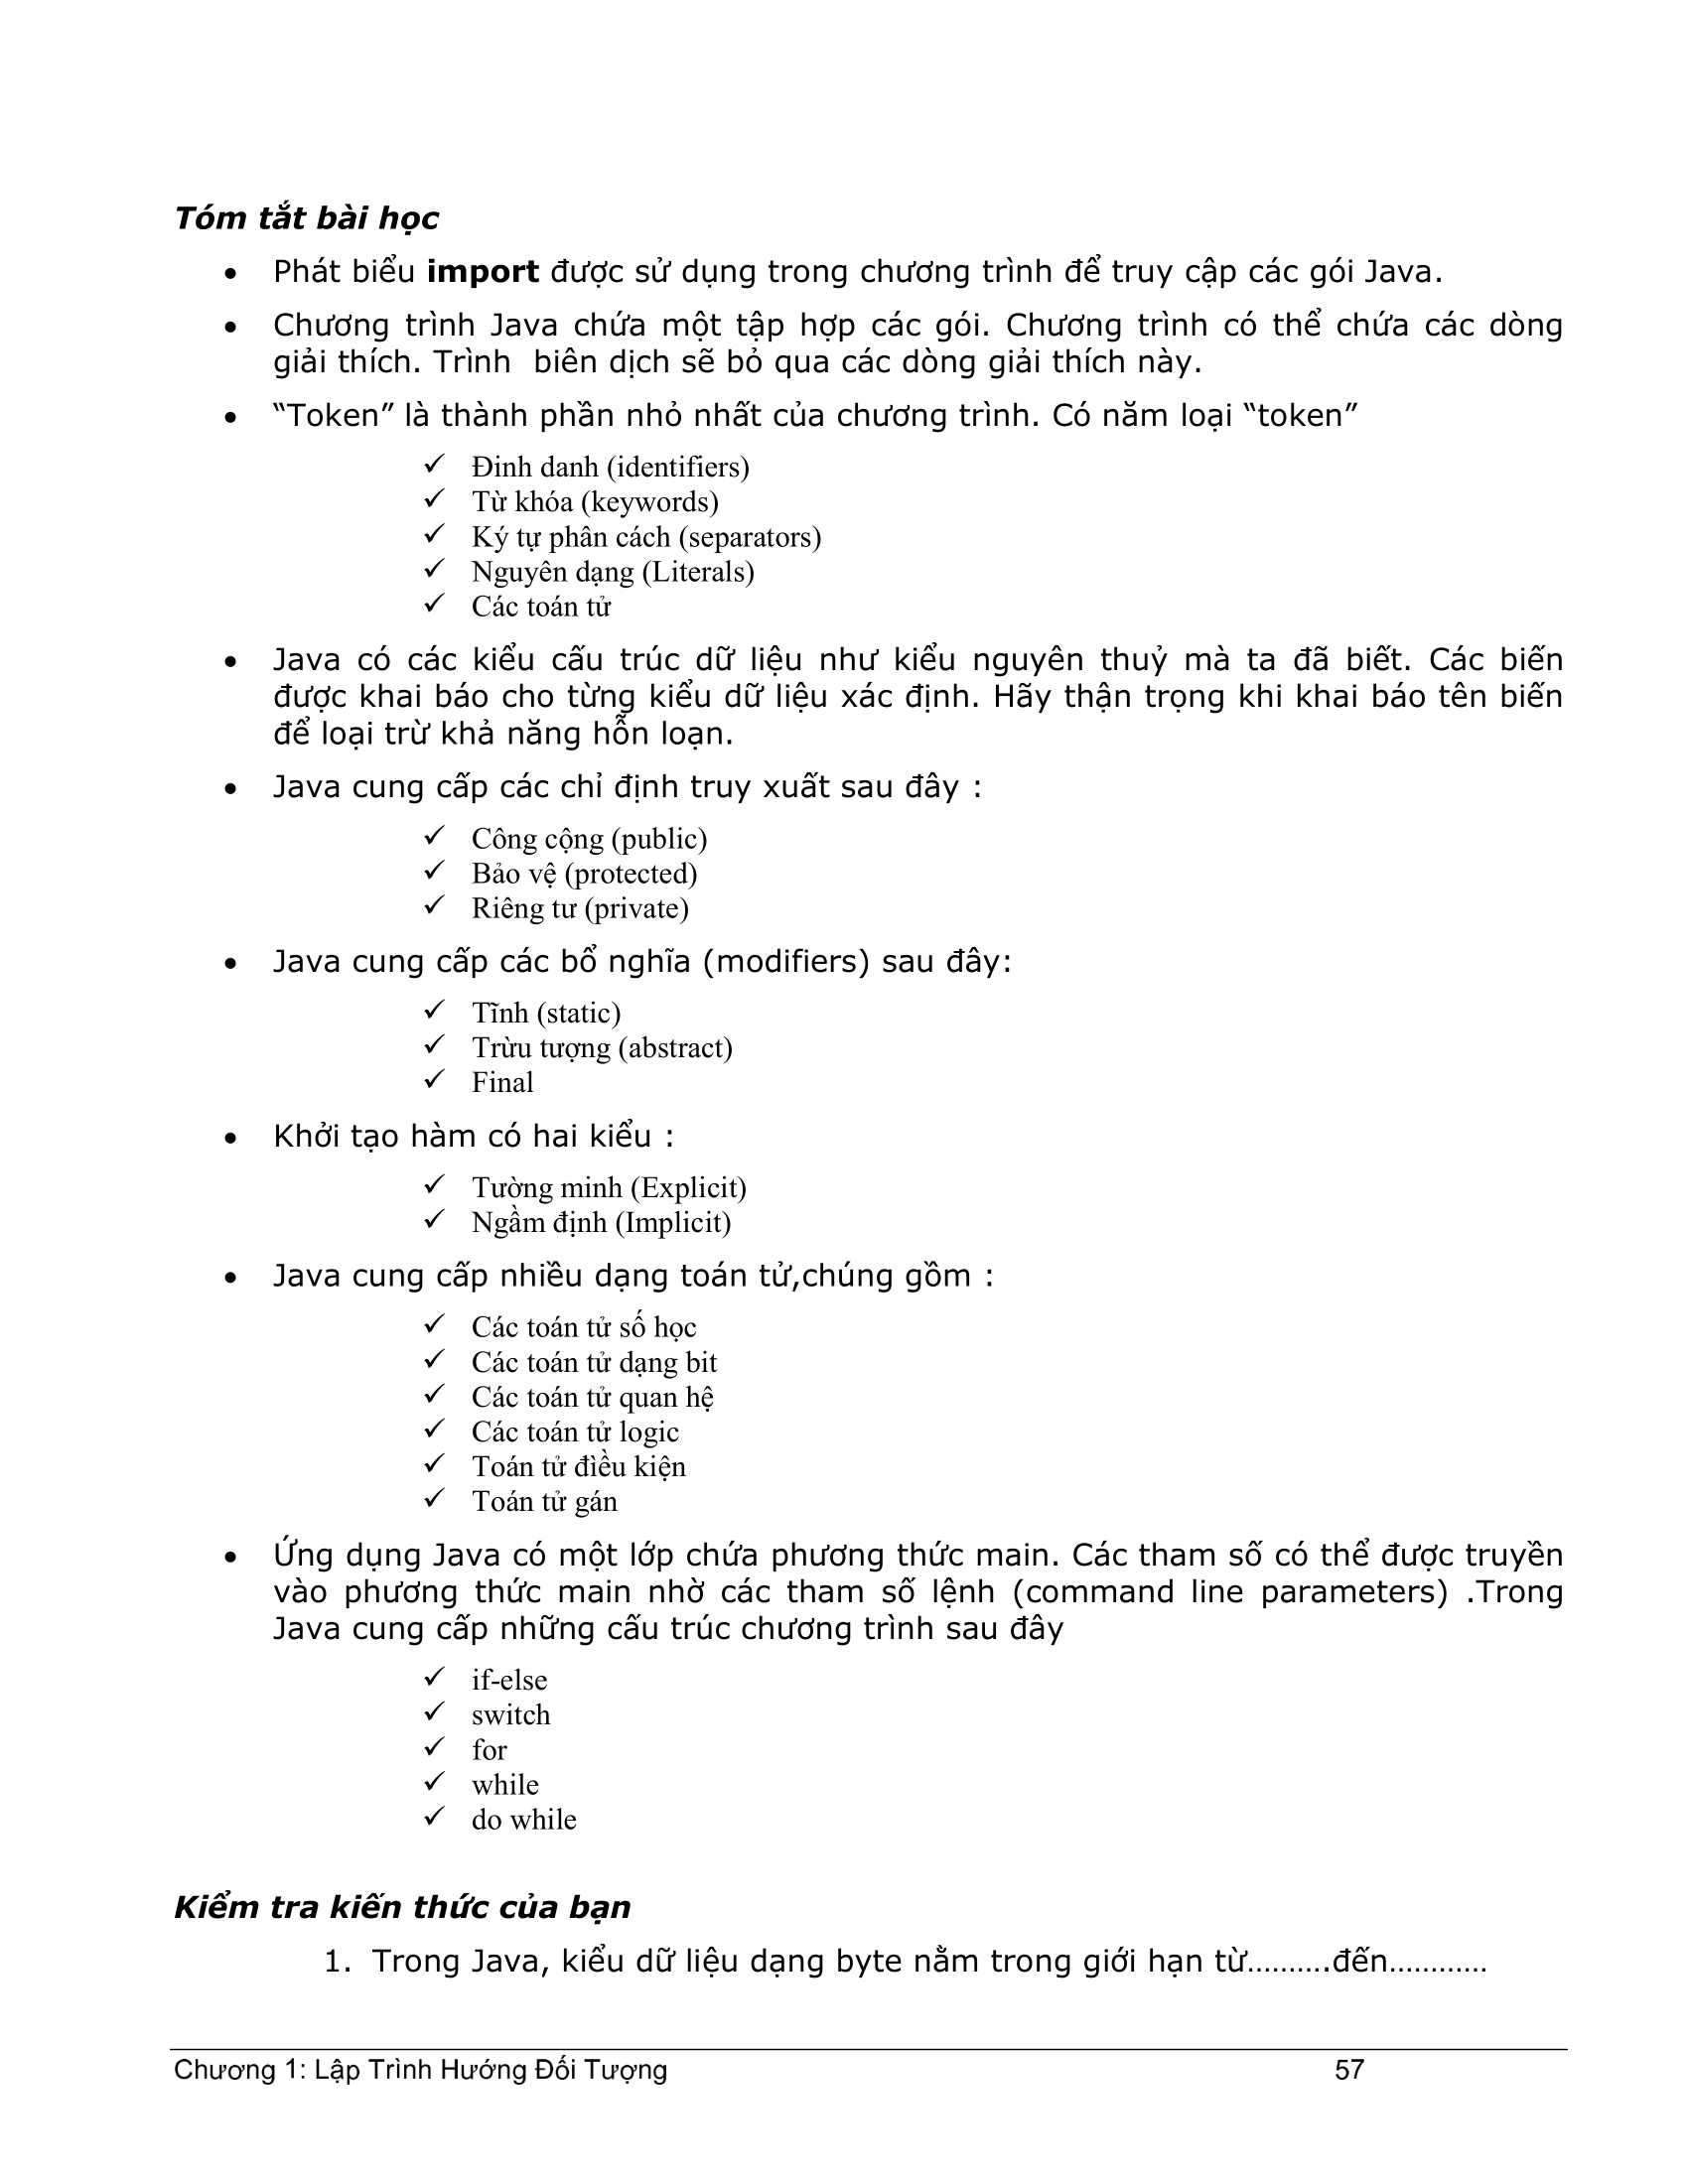 Tóm tắt bài học
• Phát biểu import được sử dụng trong chương trình để truy cập các gói Java.
• Chương trình Java chứa một tập hợp các gói. Chương trình có thể chứa các dòng
giải thích. Trình biên dịch sẽ bỏ qua các dòng giải thích này.
• “Token” là thành phần nhỏ nhất của chương trình. Có năm loại “token”
✓ Đinh danh (identifiers)
✓ Từ khóa (keywords)
✓ Ký tự phân cách (separators)
✓ Nguyên dạng (Literals)
✓ Các toán tử
• Java có các kiểu cấu trúc dữ liệu như kiểu nguyên thuỷ mà ta đã biết. Các biến
được khai báo cho từng kiểu dữ liệu xác định. Hãy thận trọng khi khai báo tên biến
để loại trừ khả năng hỗn loạn.
• Java cung cấp các chỉ định truy xuất sau đây :
✓ Công cộng (public)
✓ Bảo vệ (protected)
✓ Riêng tư (private)
• Java cung cấp các bổ nghĩa (modifiers) sau đây:
✓ Tĩnh (static)
✓ Trừu tượng (abstract)
✓ Final
• Khởi tạo hàm có hai kiểu :
✓ Tường minh (Explicit)
✓ Ngầm định (Implicit)
• Java cung cấp nhiều dạng toán tử,chúng gồm :
✓ Các toán tử số học
✓ Các toán tử dạng bit
✓ Các toán tử quan hệ
✓ Các toán tử logic
✓ Toán tử đìều kiện
✓ Toán tử gán
• Ứng dụng Java có một lớp chứa phương thức main. Các tham số có thể được truyền
vào phương thức main nhờ các tham số lệnh (command line parameters) .Trong
Java cung cấp những cấu trúc chương trình sau đây
✓ if-else
✓ switch
✓ for
✓ while
✓ do while
Kiểm tra kiến thức của bạn
1. Trong Java, kiểu dữ liệu dạng byte nằm trong giới hạn từ……….đến…………
Chương 1: Lập Trình Hướng Đối Tượng 57